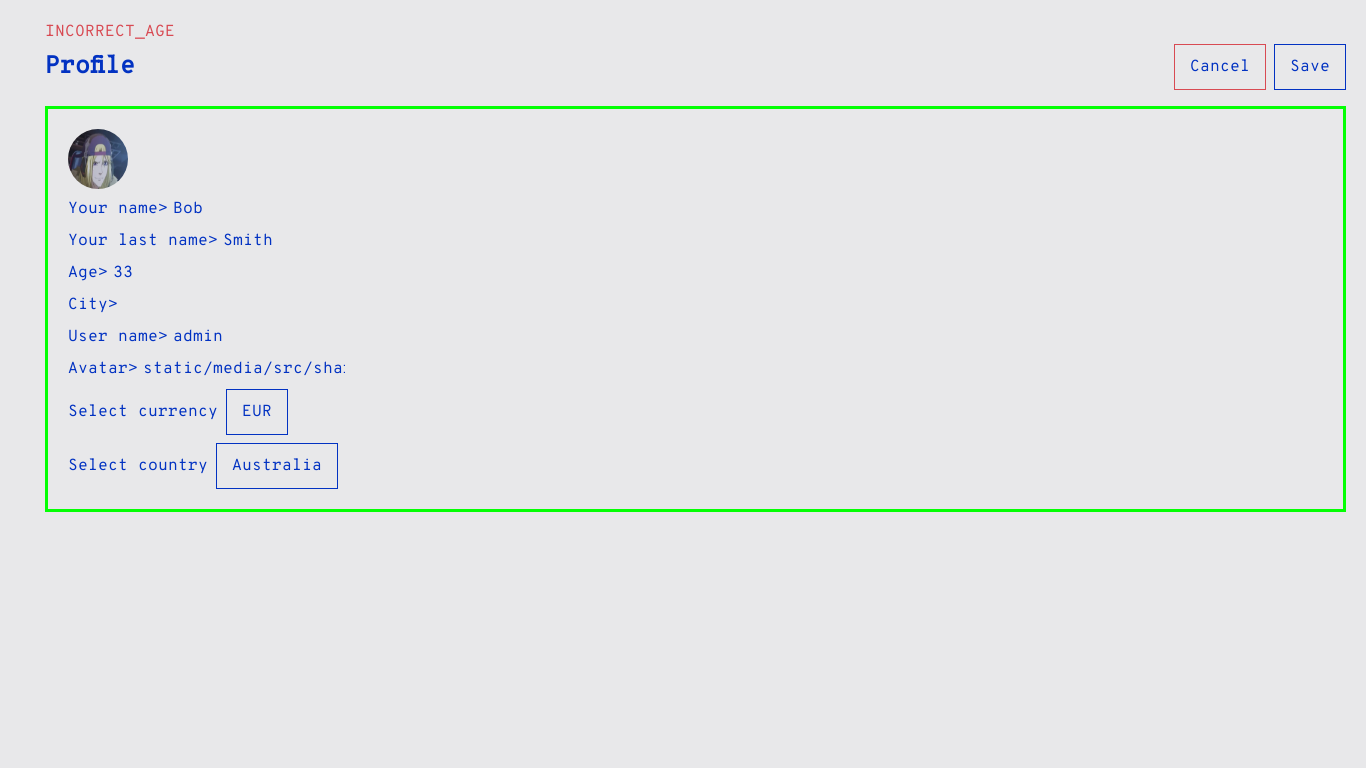 INCORRECT_AGE
Profile
Cancel
Save
Your name> Bob
Your last name> Smith
Age> 33
City>
User name> admin
Avatar> static/media/src/sha
Select currency EUR
Select country Australia